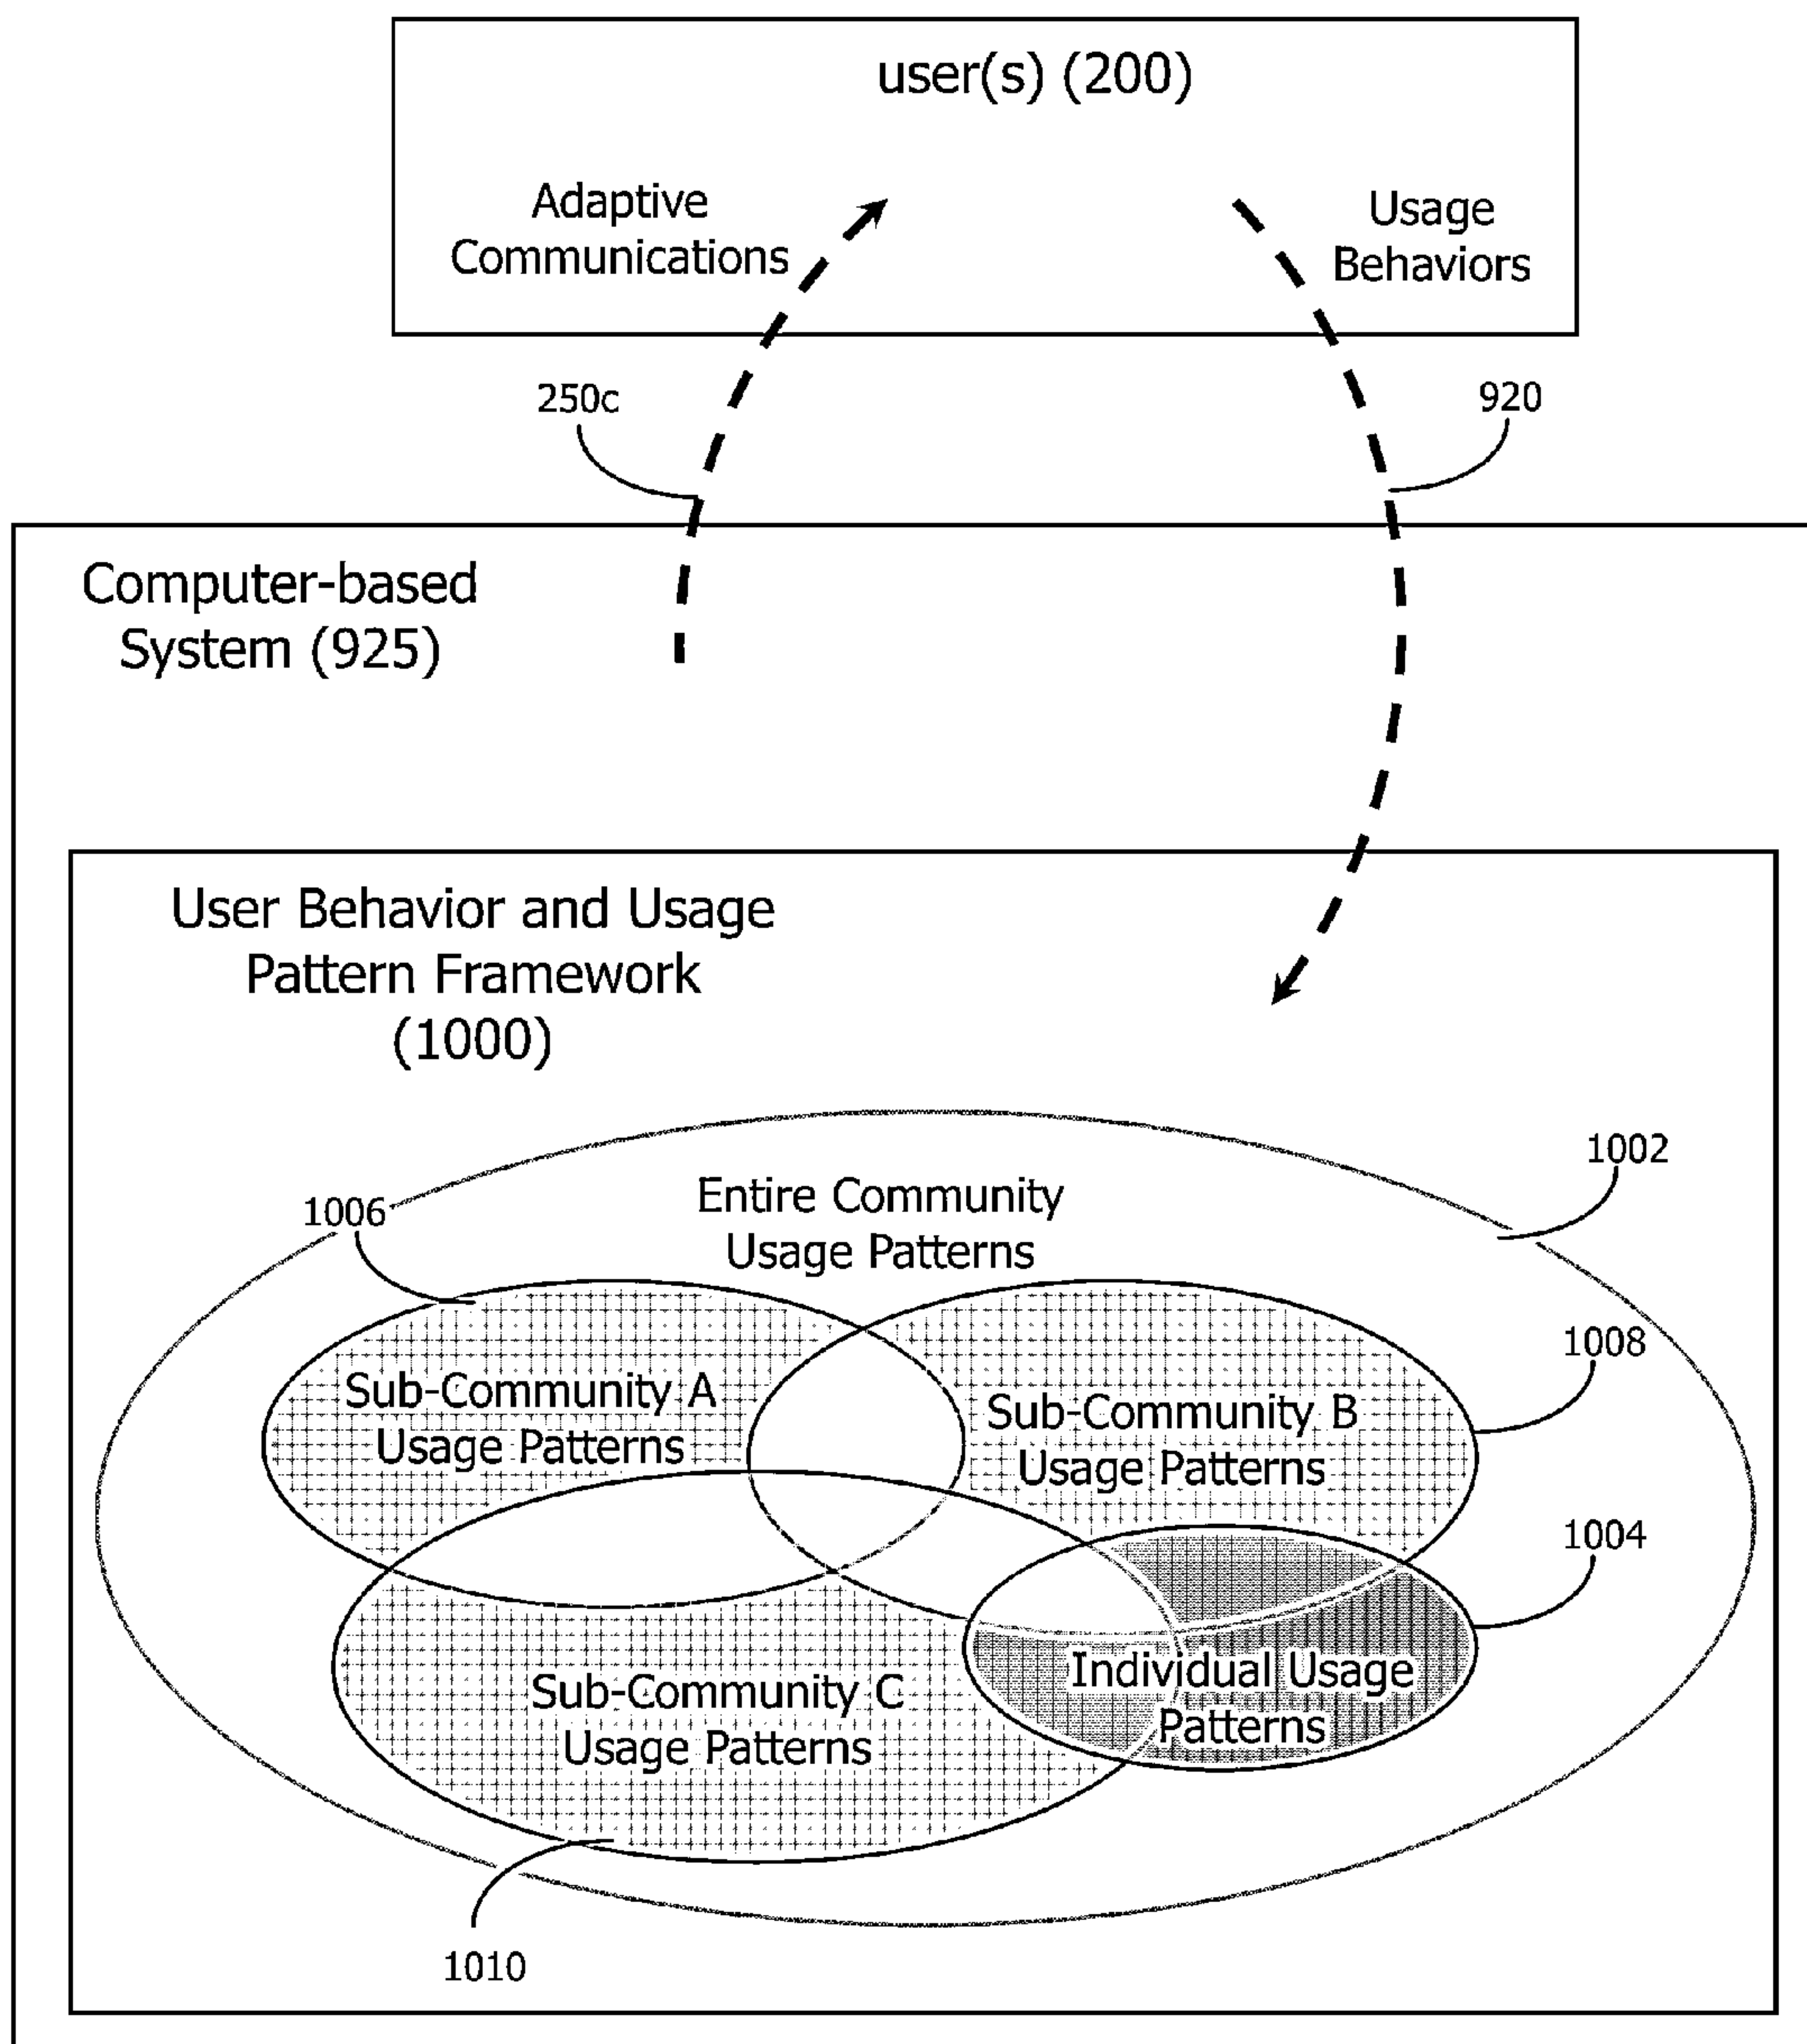 user(s) (200)
Adaptive
Communications
Usage
Behaviors
250c
920
Computer-based
System (925)
User Behavior and Usage
Pattern Framework
(1000)
1002
Entire Community
Usage Patterns
1006
1008
Sub-Community A
Usage Patterns
Sub-Community B
Usage Patterns
1004
Individual Usage
Patterns
Sub-Community C
Usage Patterns
1010